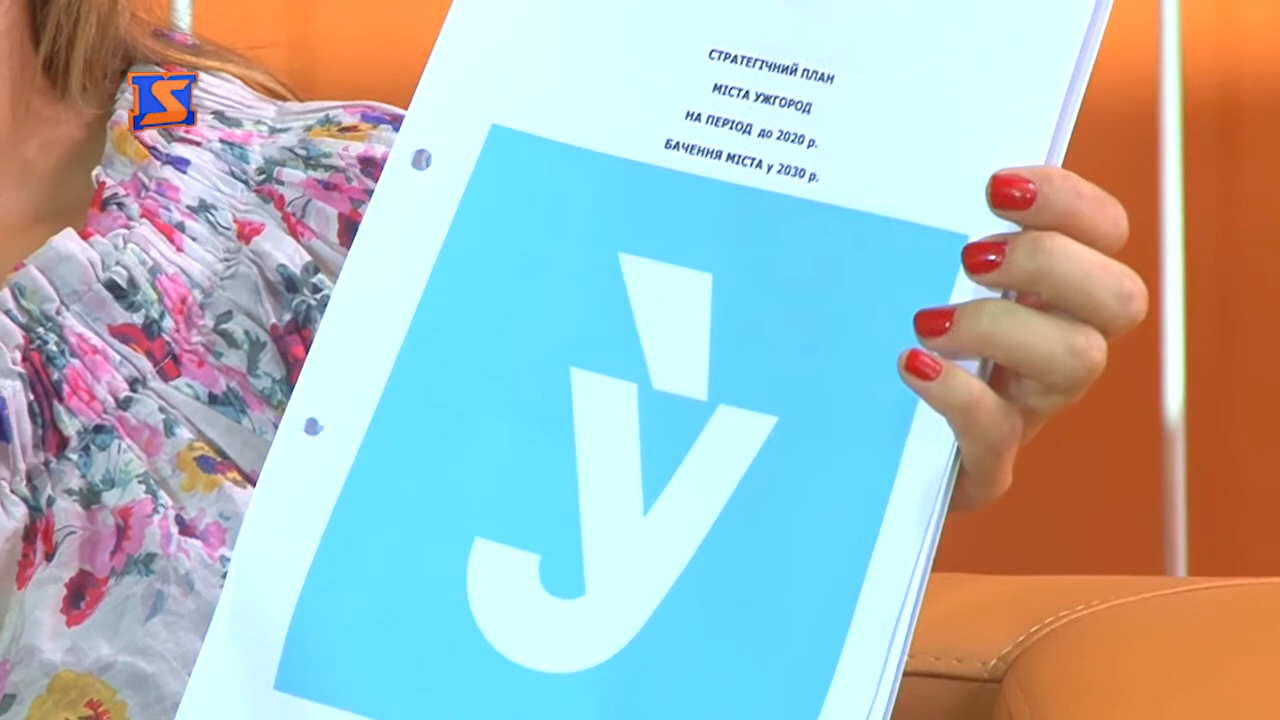 СТРАТЕГІЧНИЙ ПЛАН
МІСТА УЖГОРОД
НА ПЕРІОД до 2020 р.
БАЧЕННЯ МІСТА у 2030 р.
У